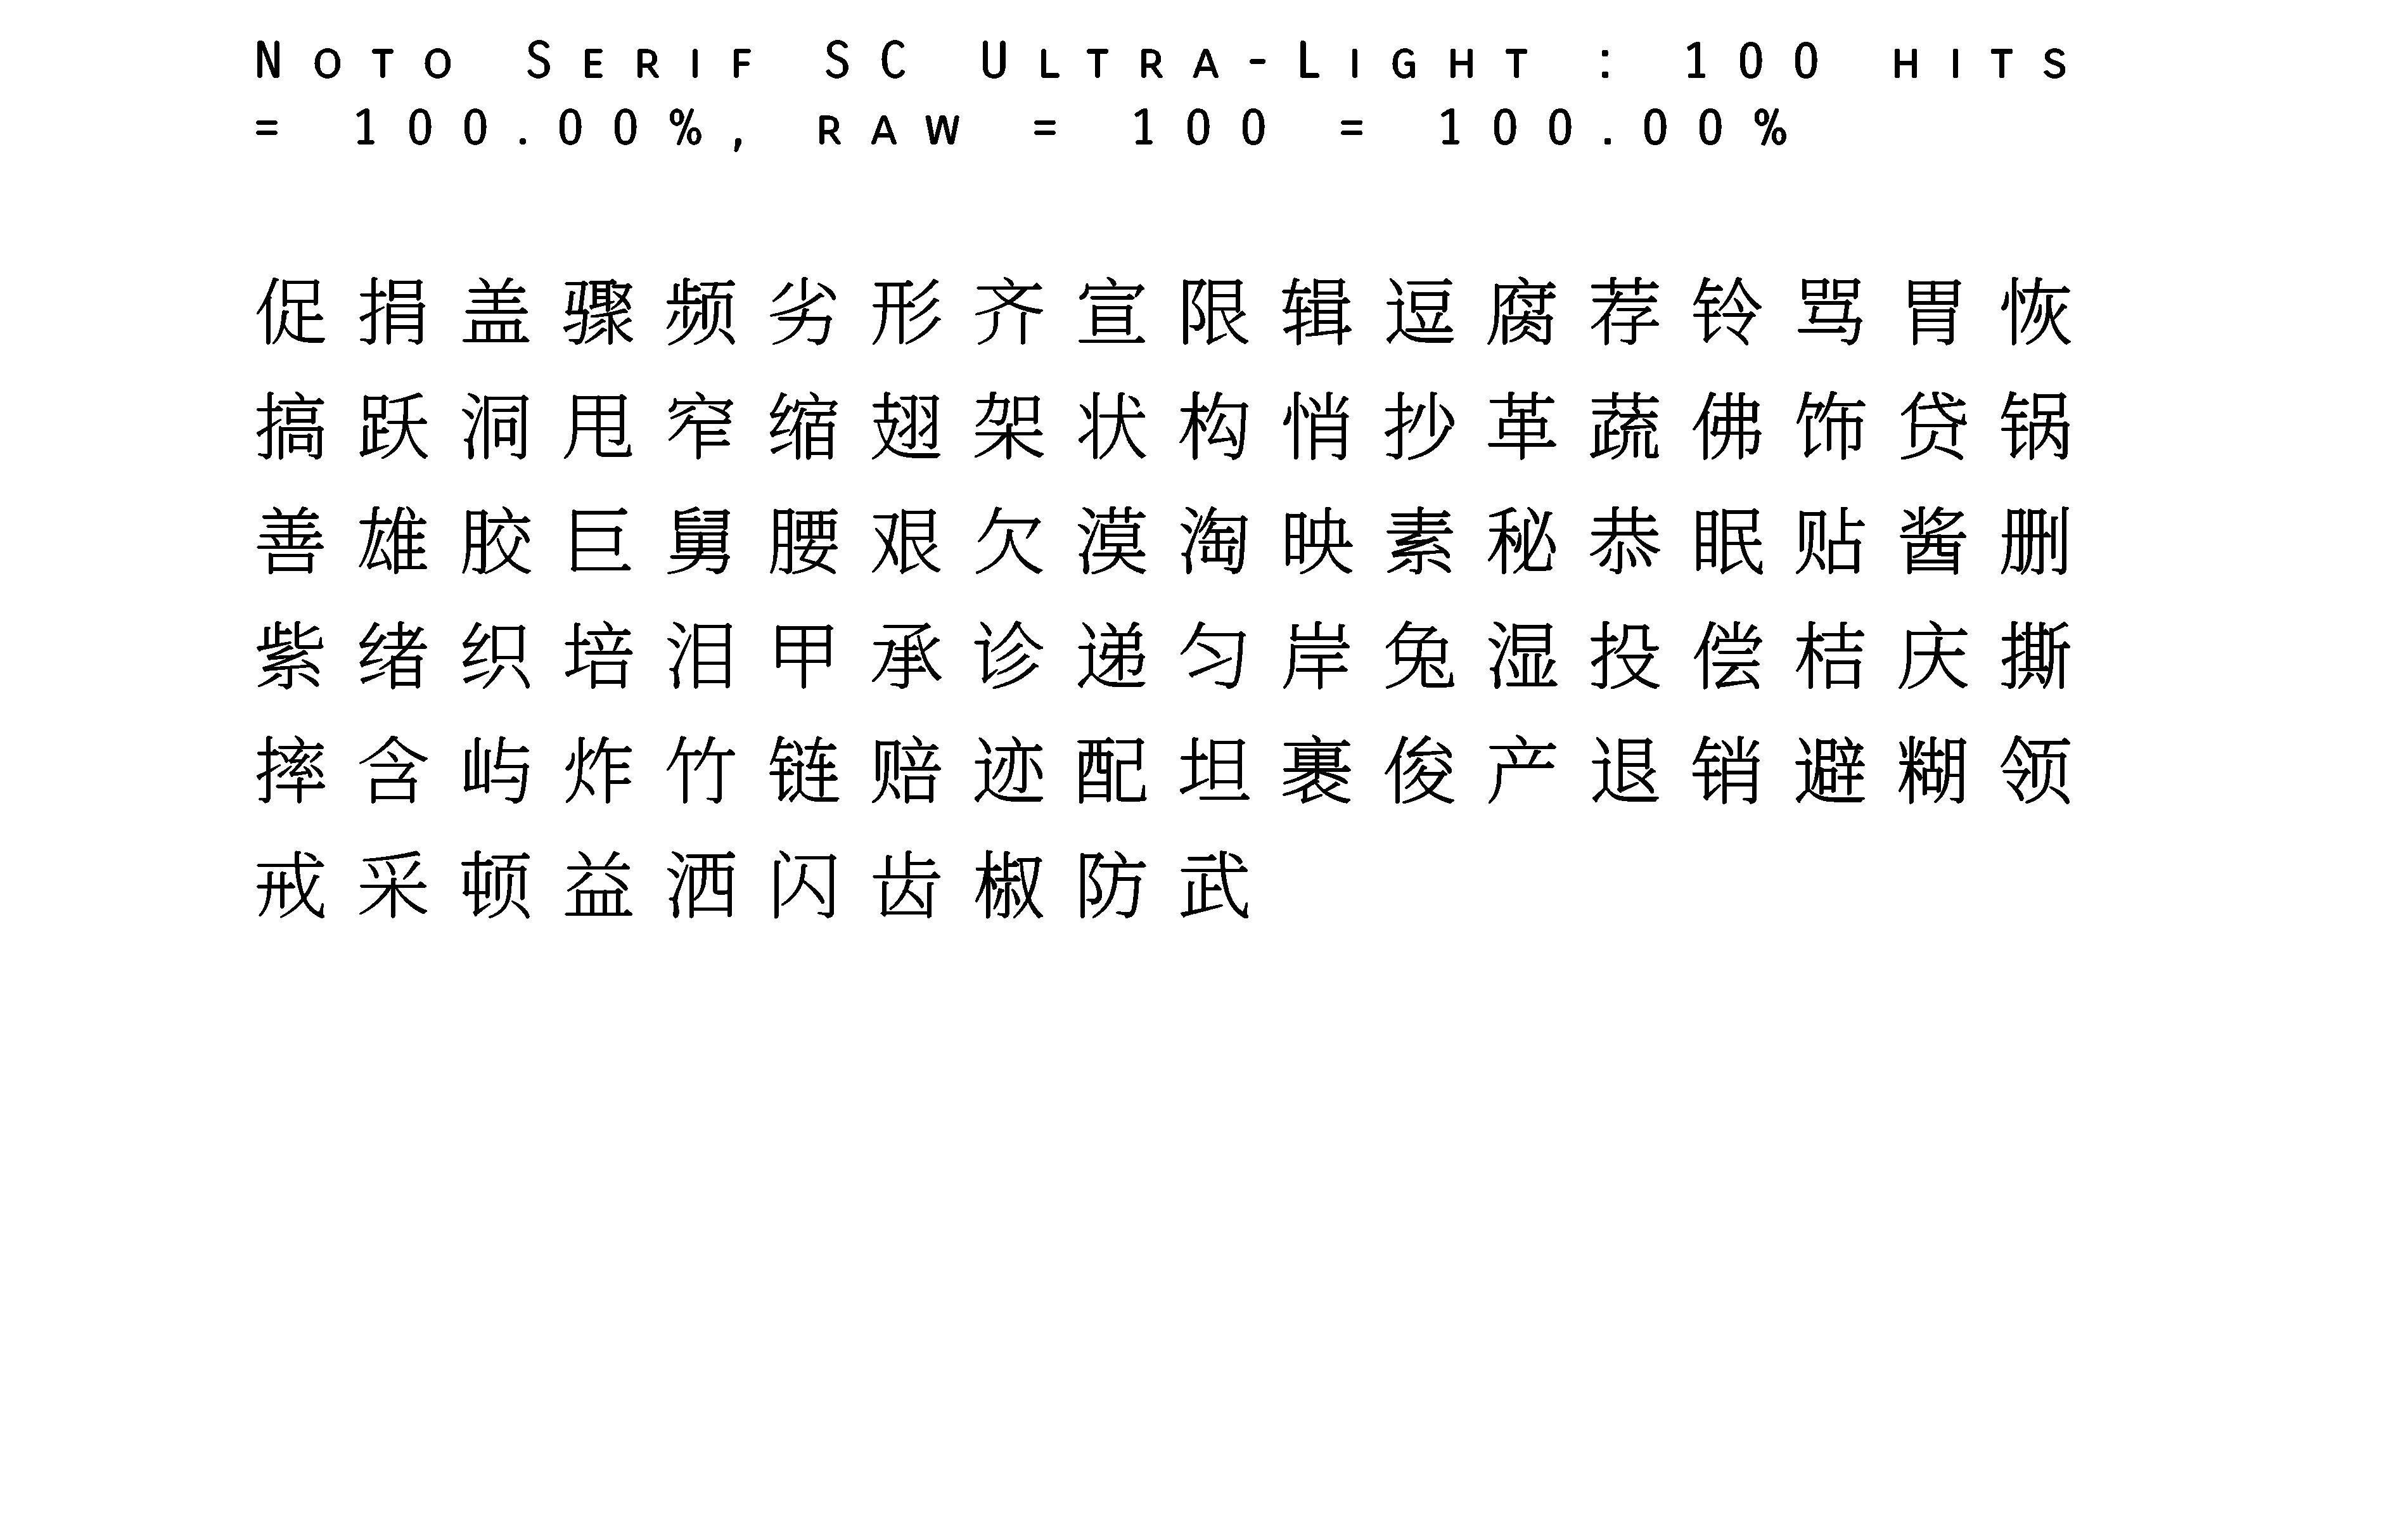 Noto Serif SC Ultra-Light : 100 hits
= 100.00%, raw = 100 = 100.00%
促捐盖骤频劣形齐宣限辑逗腐荐铃骂胃恢
搞跃洞甩窄缩翅架状构悄抄革蔬佛饰贷锅
善雄胶巨舅腰艰欠漠淘映素秘恭眠贴酱删
紫绪织培泪甲承诊递匀岸兔湿投偿桔庆撕
摔含屿炸竹链赔迹配坦裹俊产退销避糊领
戒采顿益洒闪齿椒防武